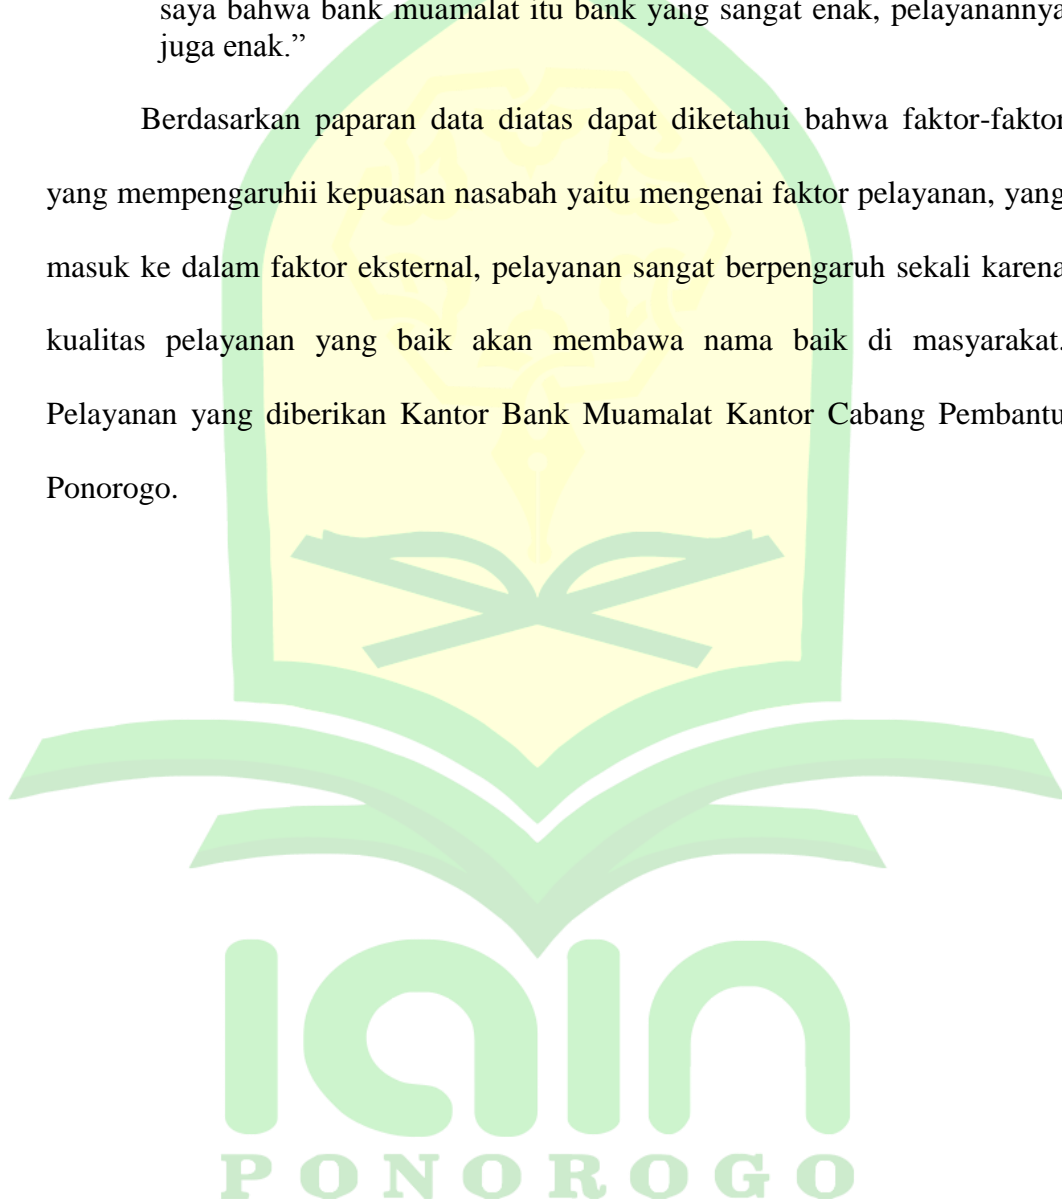 saya bahwa bank muamalat itu bank yang sangat enak, pelayanannya
juga enak.”
Berdasarkan paparan data diatas dapat diketahui bahwa faktor-faktor
yang mempengaruhii kepuasan nasabah yaitu mengenai faktor pelayanan, yang
masuk ke dalam faktor eksternal, pelayanan sangat berpengaruh sekali karena
kualitas pelayanan yang baik akan membawa nama baik di masyarakat.
Pelayanan yang diberikan Kantor Bank Muamalat Kantor Cabang Pembantu
Ponorogo.
iain
PONOROGO